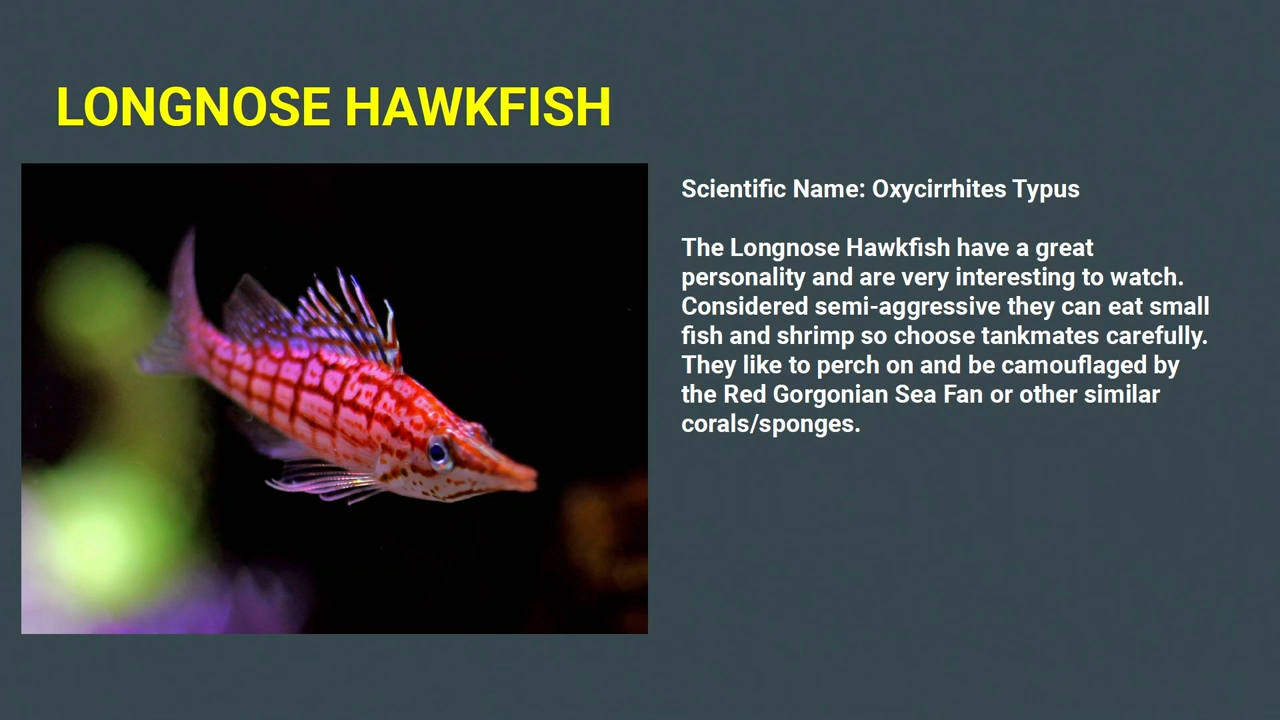 LONGNOSE HAWKFISH
Scientific Name: Oxycirrhites Typus
The Longnose Hawkfish have a great
personality and are very interesting to watch.
Considered semi-aggressive they can eat small
fish and shrimp so choose tankmates carefully.
They like to perch on and be camouflaged by
the Red Gorgonian Sea Fan or other similar
corals/sponges.